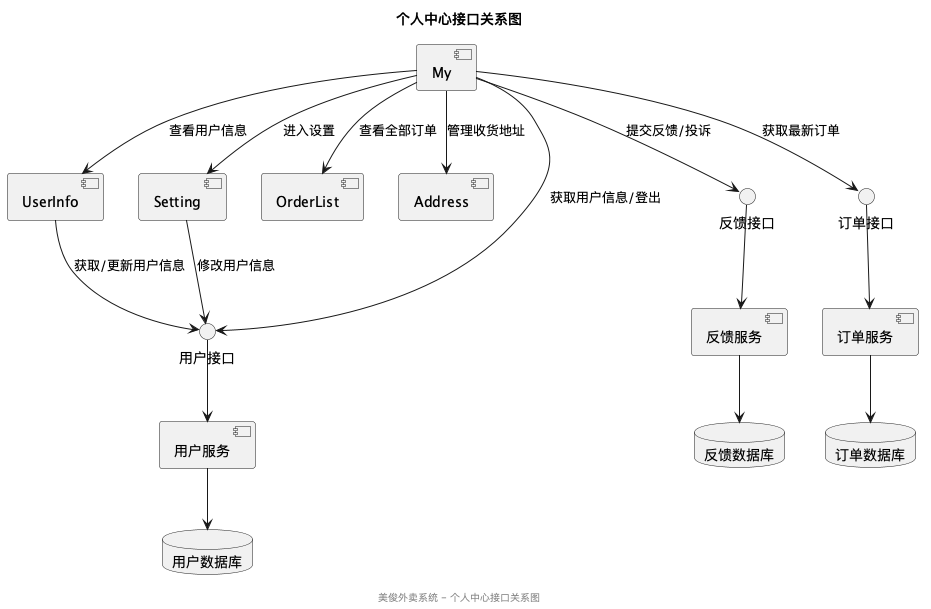 个人中心接口关系图
My
查看用户信息
进入设置
查看全部订单
管理收货地址
提交反馈/投诉
获取最新订单
UserInfo
Setting
OrderList
Address
获取用户信息/登出
反馈接口
订单接口
获取/更新用户信息
修改用户信息
用户接口
反馈服务
订单服务
用户服务
反馈数据库
订单数据库
用户数据库
美俊外卖系统 - 个人中心接口关系图